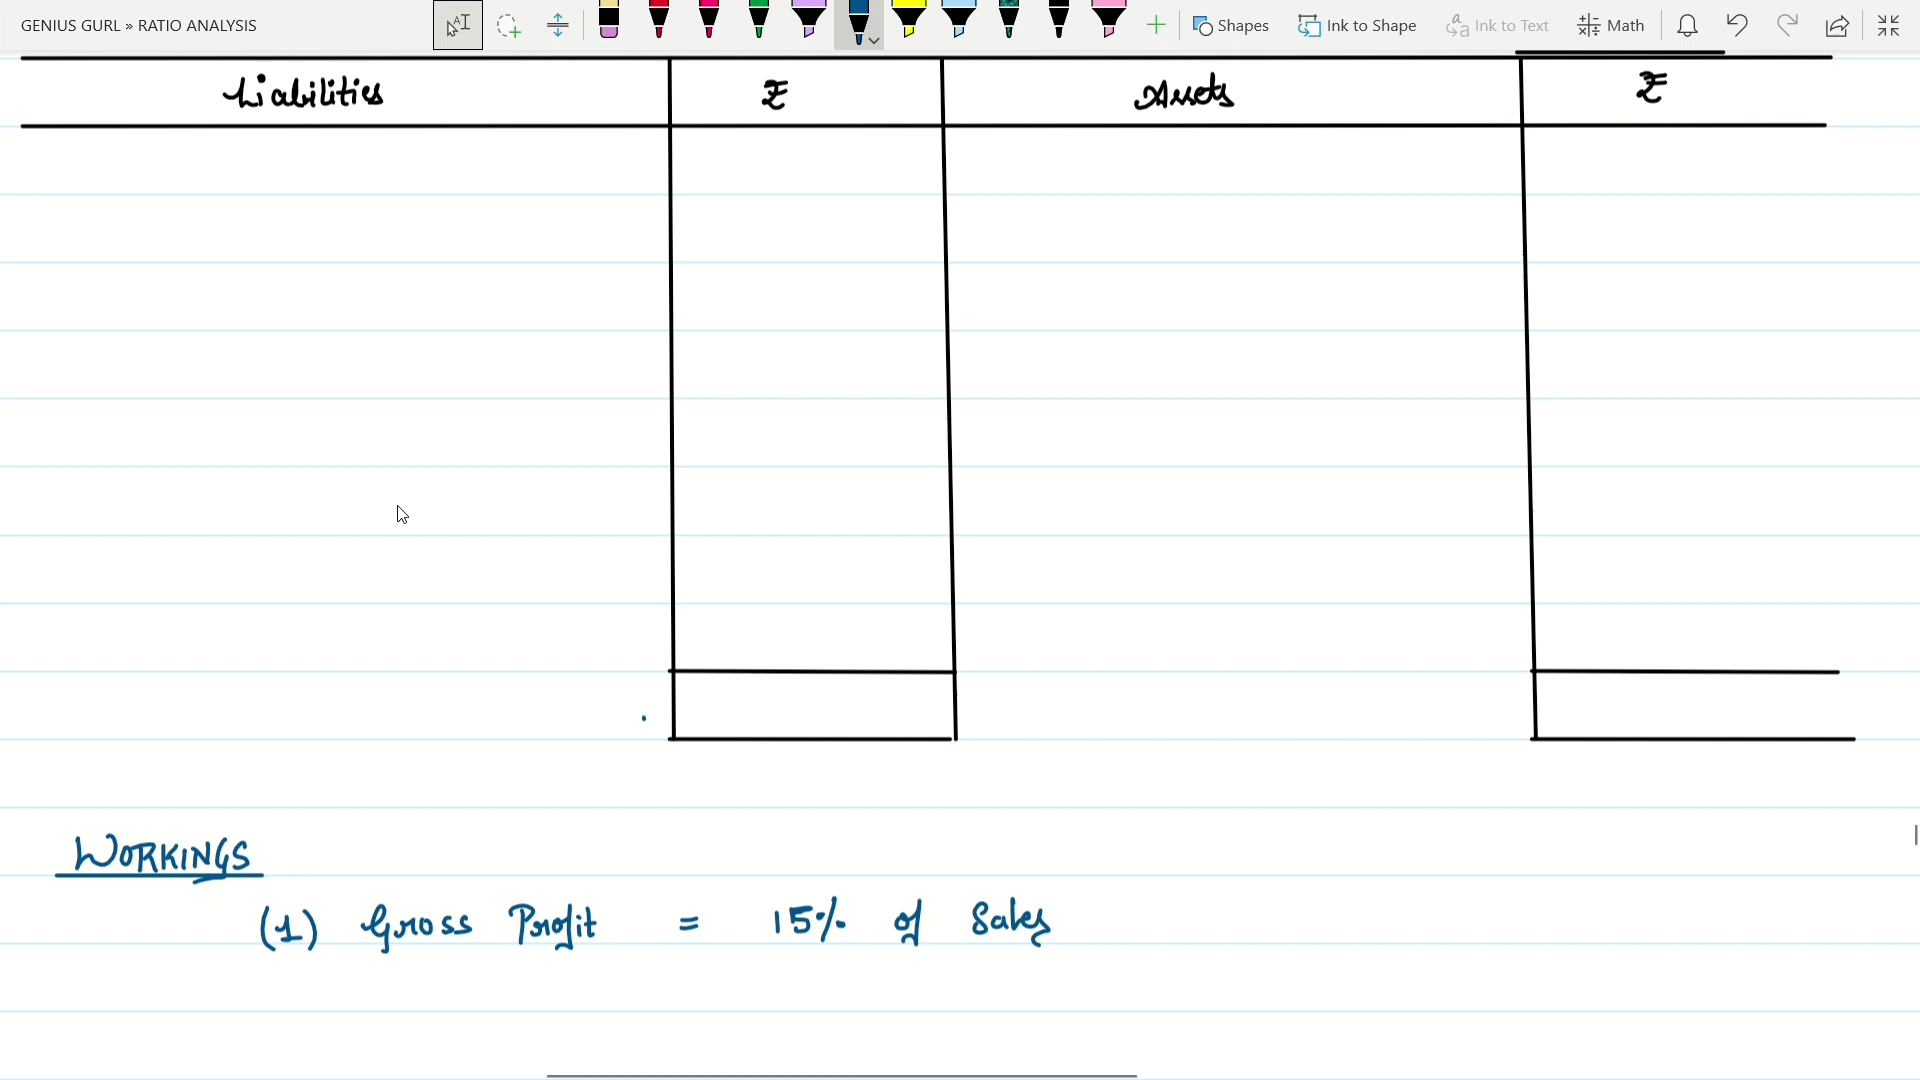 GENIUS GURL » RATIO ANALYSIS
Shapes
Ink to Shape
Ink to Text
Math
Liabilities ₹ Assets ₹
WORKINGS
(1) Gross Profit = 15% of Sales